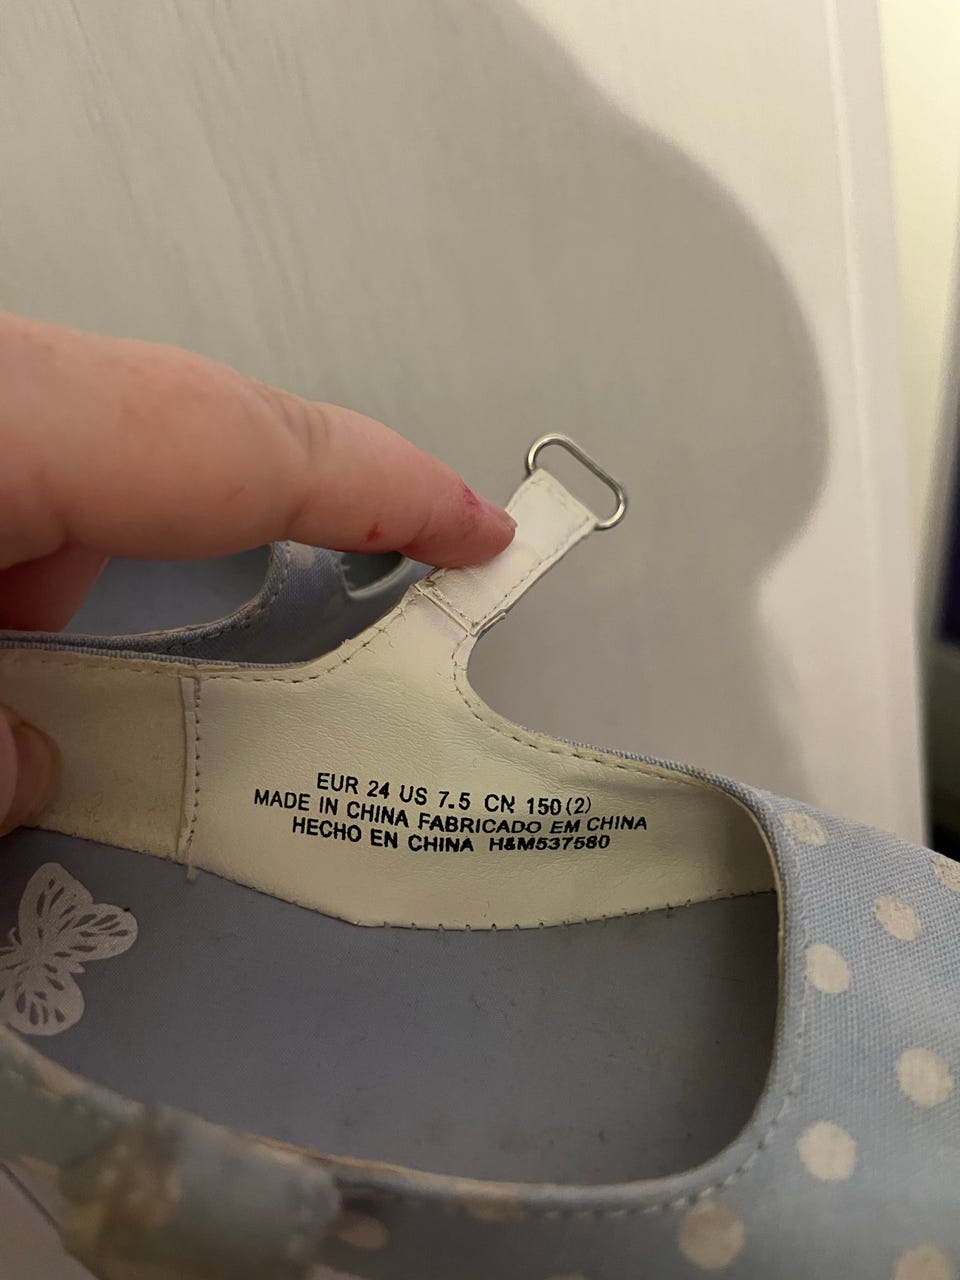 EUR 24 US 7.5 CN 150(2)
MADE IN CHINA FABRICADO EM CHINA
HECHO EN CHINA H&M537580